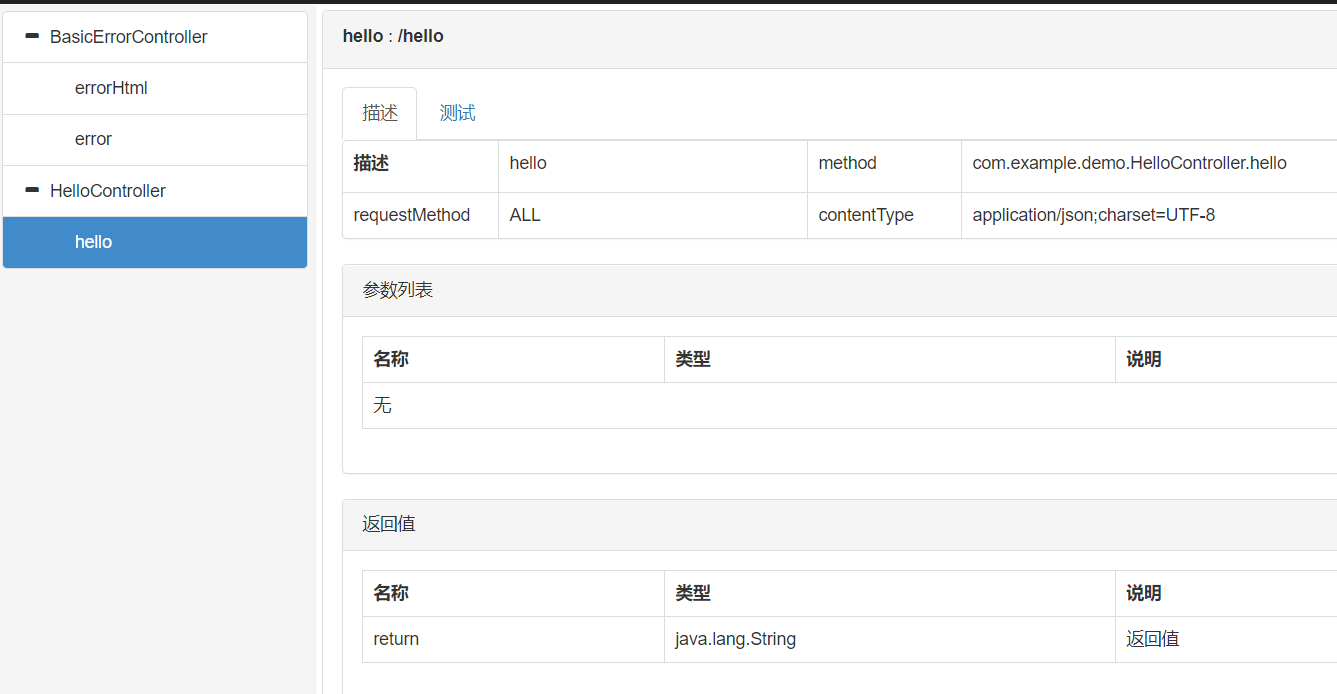 BasicErrorController
errorHtml
error
HelloController
hello
hello : /hello
描述 测试
描述 hello method com.example.demo.HelloController.hello
requestMethod ALL contentType application/json;charset=UTF-8
参数列表
名称 类型 说明
无
返回值
名称 类型 说明
return java.lang.String 返回值